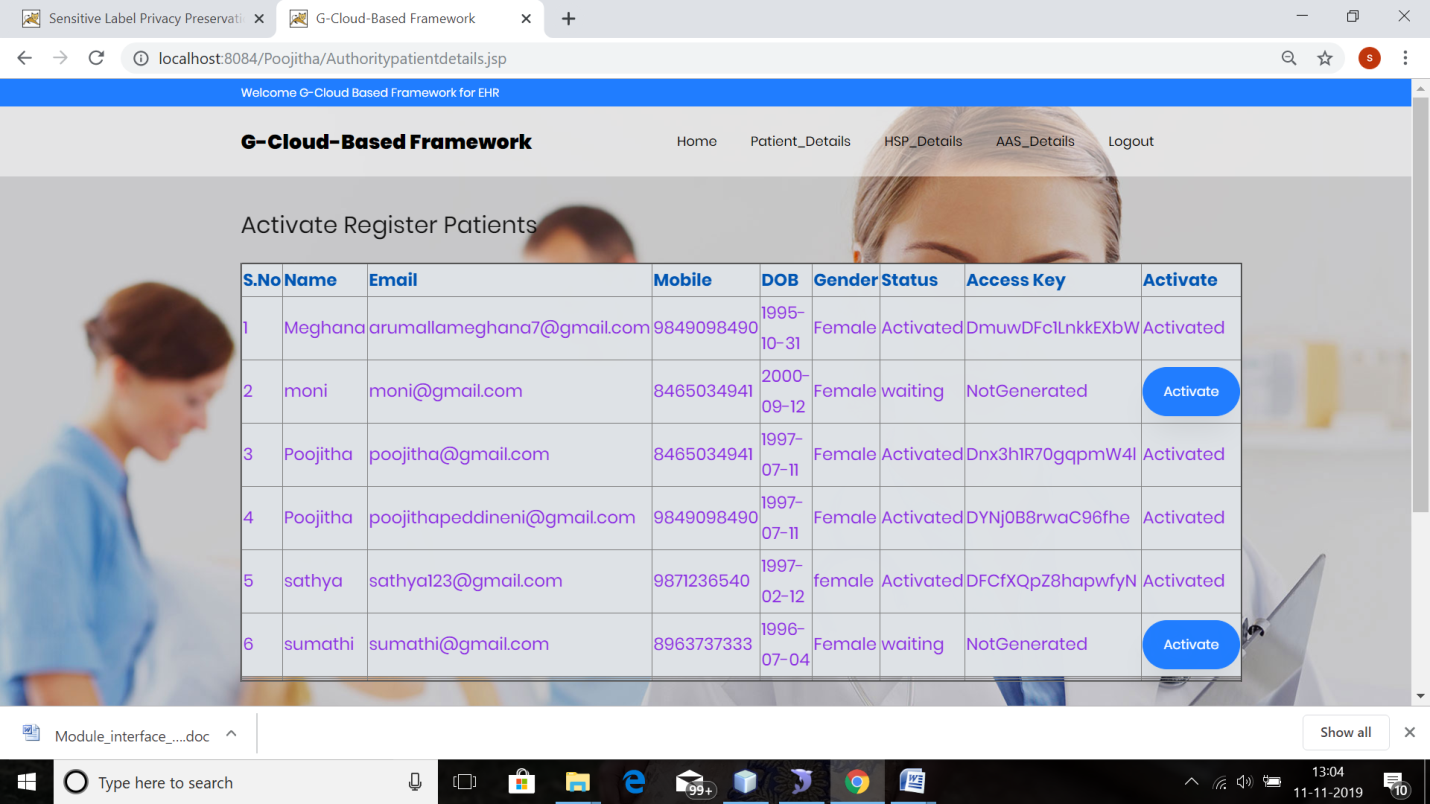 Sensitive Label Privacy Preservati
G-Cloud-Based Framework
localhost:8084/Poojitha/Authoritypatientdetails.jsp
s
Welcome G-Cloud Based Framework for EHR
G-Cloud-Based Framework
Home Patient_Details HSP_Details AAS_Details Logout
Activate Register Patients
S.No Name Email Mobile DOB Gender Status Access Key Activate
1 Meghana arumallameghana7@gmail.com 9849098490 1995-10-31 Female Activated DmuwDFc1LnkkEXbW Activated
2 moni moni@gmail.com 8465034941 2000-09-12 Female waiting NotGenerated Activate
3 Poojitha poojitha@gmail.com 8465034941 1997-07-11 Female Activated Dnx3h1R70gqpmW4l Activated
4 Poojitha poojithapeddineni@gmail.com 9849098490 1997-07-11 Female Activated DYNj0B8rwaC96fhe Activated
5 sathya sathya123@gmail.com 9871236540 1997-02-12 female Activated DFCfXQpZ8hapwfyN Activated
6 sumathi sumathi@gmail.com 8963737333 1996-07-04 Female waiting NotGenerated Activate
Module_interface_....doc
Show all
Type here to search
99+
13:04
11-11-2019
10